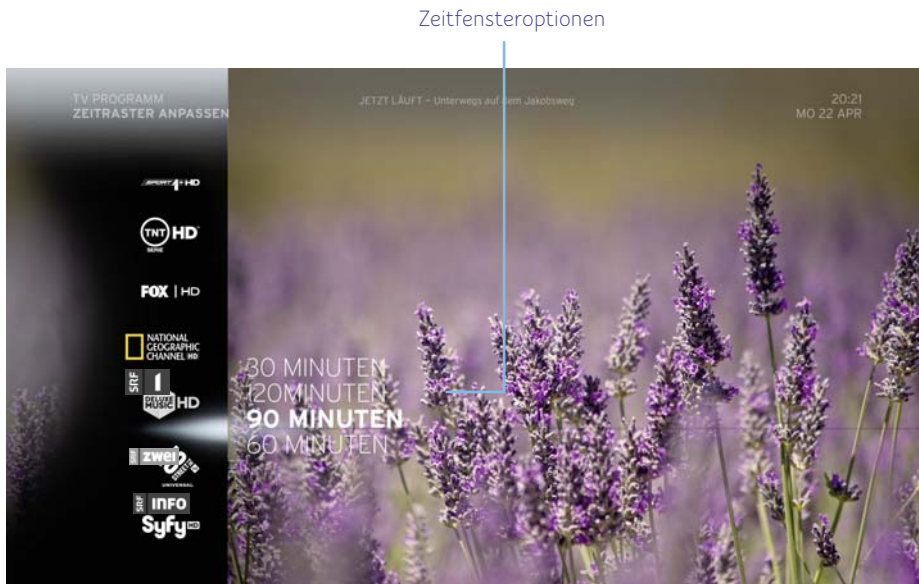 Zeitfensteroptionen
TV PROGRAMM
ZEITRASTER ANPASSEN
JETZT LÄUFT – Unterwegs auf dem Jakobsweg
20:21
MO 22 APR
SPORT 1+ HD
TNT HD
SERIE
FOX | HD
NATIONAL
GEOGRAPHIC
CHANNEL HD
SRF 1
DELUXE
MUSIC HD
30 MINUTEN
120MINUTEN
90 MINUTEN
60 MINUTEN
SRF zwei
STREET
UNIVERSAL
SRF INFO
Syfy HD